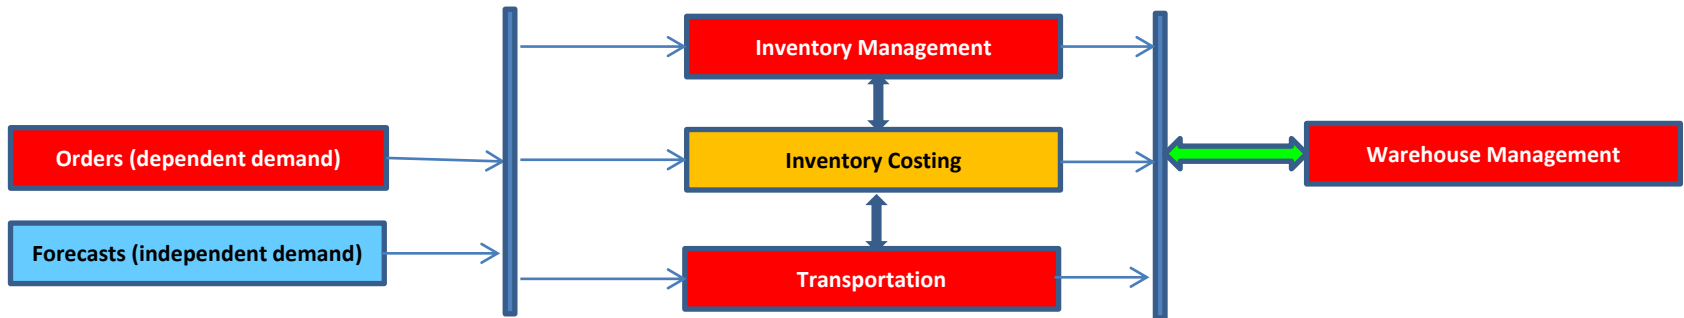 Inventory Management
Orders (dependent demand)
Inventory Costing
Warehouse Management
Forecasts (independent demand)
Transportation